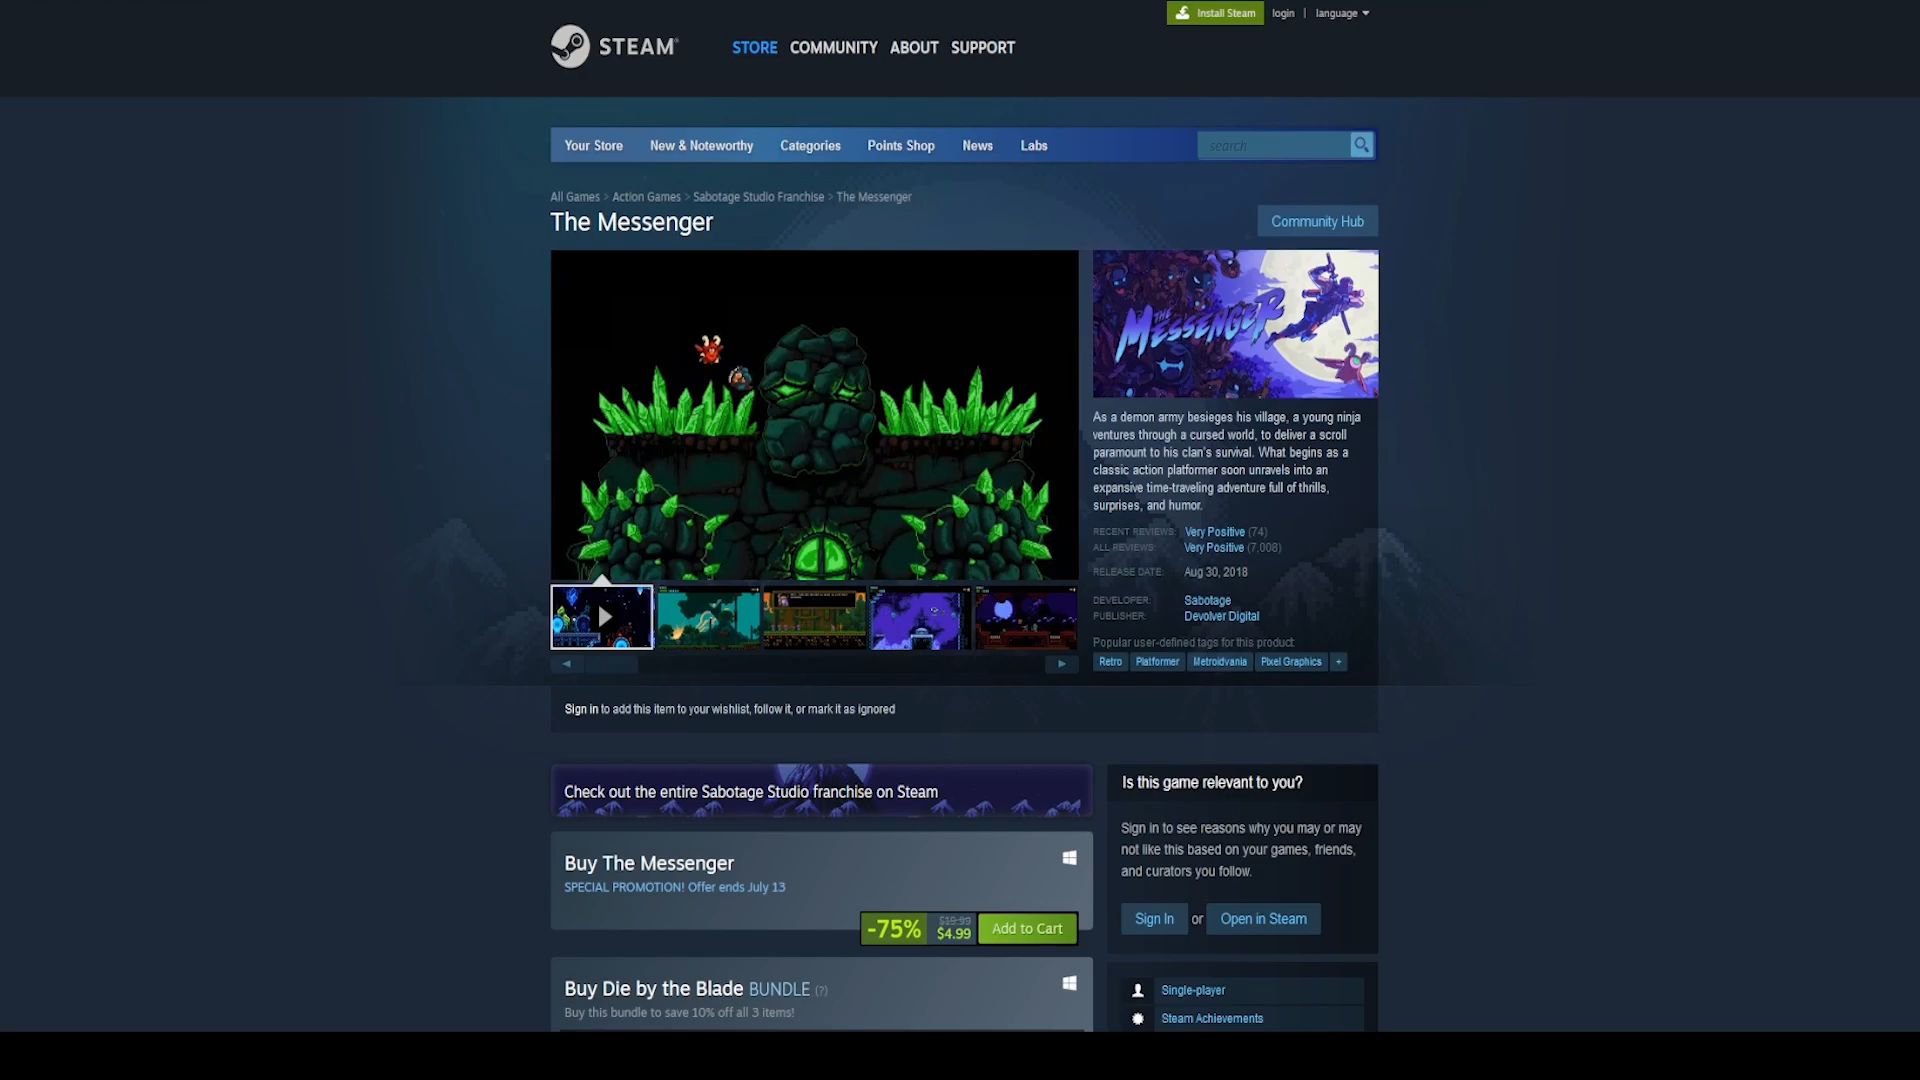 Install Steam login | language
STEAM®
STORE COMMUNITY ABOUT SUPPORT
Your Store New & Noteworthy Categories Points Shop News Labs search
All Games > Action Games > Sabotage Studio Franchise > The Messenger
The Messenger
Community Hub
THE MESSENGER
As a demon army besieges his village, a young ninja
ventures through a cursed world, to deliver a scroll
paramount to his clan's survival. What begins as a
classic action platformer soon unravels into an
expansive time-traveling adventure full of thrills,
surprises, and humor.
RECENT REVIEWS: Very Positive (74)
ALL REVIEWS: Very Positive (7,008)
RELEASE DATE: Aug 30, 2018
DEVELOPER: Sabotage
PUBLISHER: Devolver Digital
Popular user-defined tags for this product:
Retro Platformer Metroidvania Pixel Graphics +
Sign in to add this item to your wishlist, follow it, or mark it as ignored
Check out the entire Sabotage Studio franchise on Steam
Buy The Messenger
SPECIAL PROMOTION! Offer ends July 13
-75% $19.99 $4.99 Add to Cart
Buy Die by the Blade BUNDLE (?)
Buy this bundle to save 10% off all 3 items!
Is this game relevant to you?
Sign in to see reasons why you may or may
not like this based on your games, friends,
and curators you follow.
Sign In or Open in Steam
Single-player
Steam Achievements